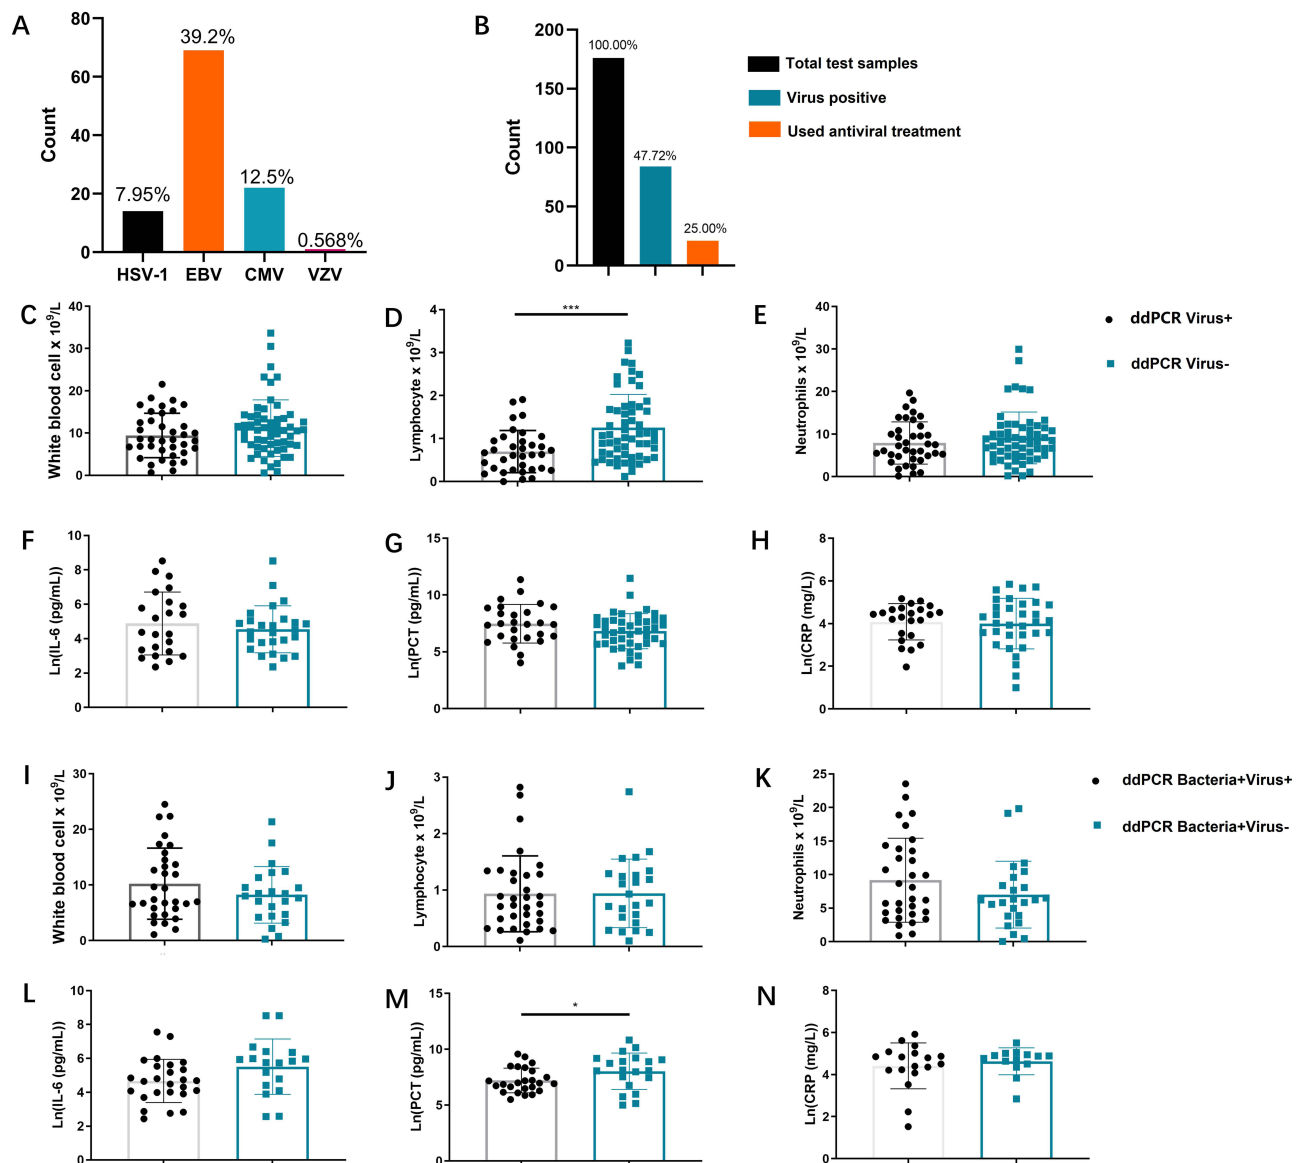 A
Count
80
60
40
20
0
7.95%
39.2%
12.5%
0.568%
HSV-1 EBV CMV VZV
B
Count
200
150
100
50
0
100.00%
47.72%
25.00%
Total test samples
Virus positive
Used antiviral treatment
C
White blood cell x 10⁹/L
40
30
20
10
0
D
Lymphocyte x 10⁹/L
4
3
2
1
0
***
E
Neutrophils x 10⁹/L
40
30
20
10
0
ddPCR Virus+
ddPCR Virus-
F
Ln(IL-6 (pg/mL))
10
8
6
4
2
0
G
Ln(PCT (pg/mL))
15
10
5
0
H
Ln(CRP (mg/L))
8
6
4
2
0
I
White blood cell x 10⁹/L
30
20
10
0
J
Lymphocyte x 10⁹/L
3
2
1
0
K
Neutrophils x 10⁹/L
25
20
15
10
5
0
ddPCR Bacteria+Virus+
ddPCR Bacteria+Virus-
L
Ln(IL-6 (pg/mL))
10
8
6
4
2
0
M
Ln(PCT (pg/mL))
15
10
5
0
*
N
Ln(CRP (mg/L))
8
6
4
2
0